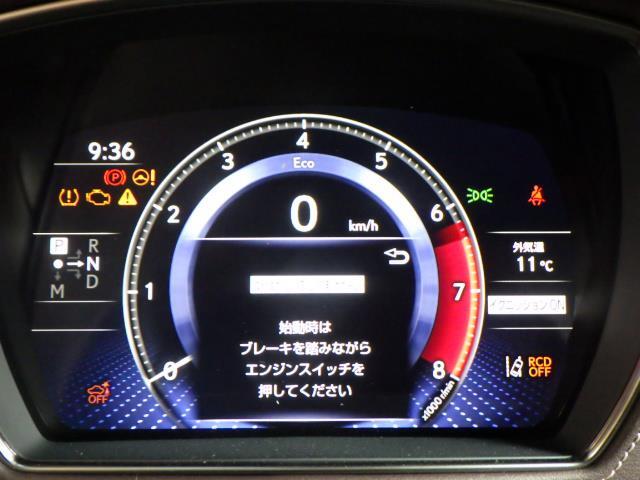 9:36
P
P R
N
M D
OFF
0 1 2 3 4 5 6 7 8
x1000 r/min
Eco
0 km/h
始動時は
ブレーキを踏みながら
エンジンスイッチを
押してください
外気温
11℃
イグニッションON
RCD
OFF